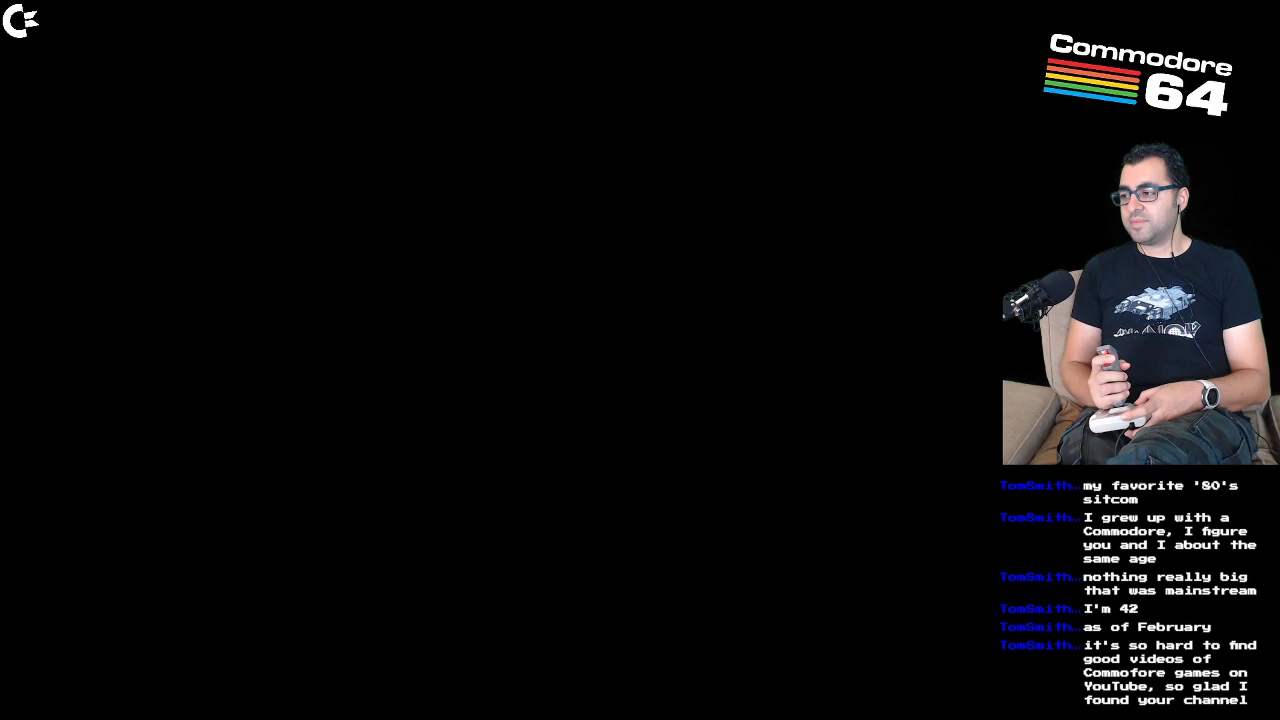 Commodore
64
TomSmith… my favorite '80's
sitcom
TomSmith… I grew up with a
Commodore, I figure
you and I about the
same age
TomSmith… nothing really big
that was mainstream
TomSmith… I'm 42
TomSmith… as of February
TomSmith… it's so hard to find
good videos of
Commofore games on
YouTube, so glad I
found your channel